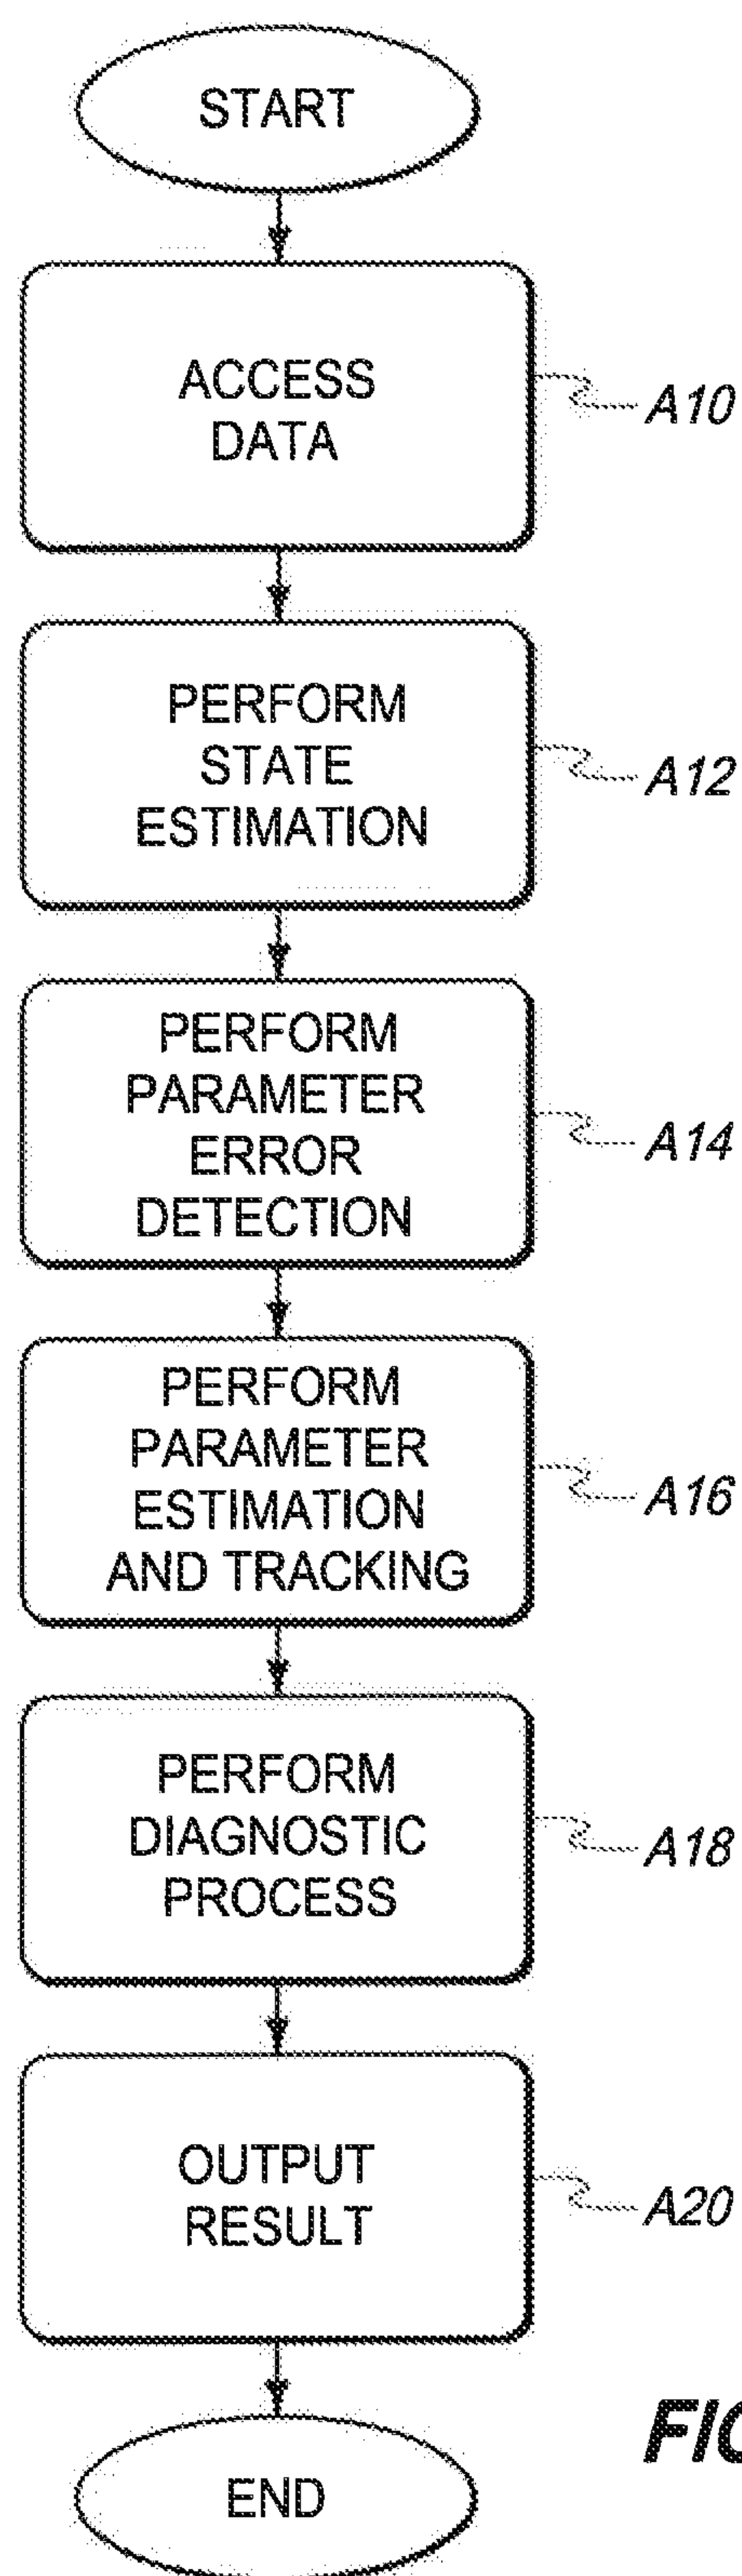 START
ACCESS
DATA
A10
PERFORM
STATE
ESTIMATION
A12
PERFORM
PARAMETER
ERROR
DETECTION
A14
PERFORM
PARAMETER
ESTIMATION
AND TRACKING
A16
PERFORM
DIAGNOSTIC
PROCESS
A18
OUTPUT
RESULT
A20
END